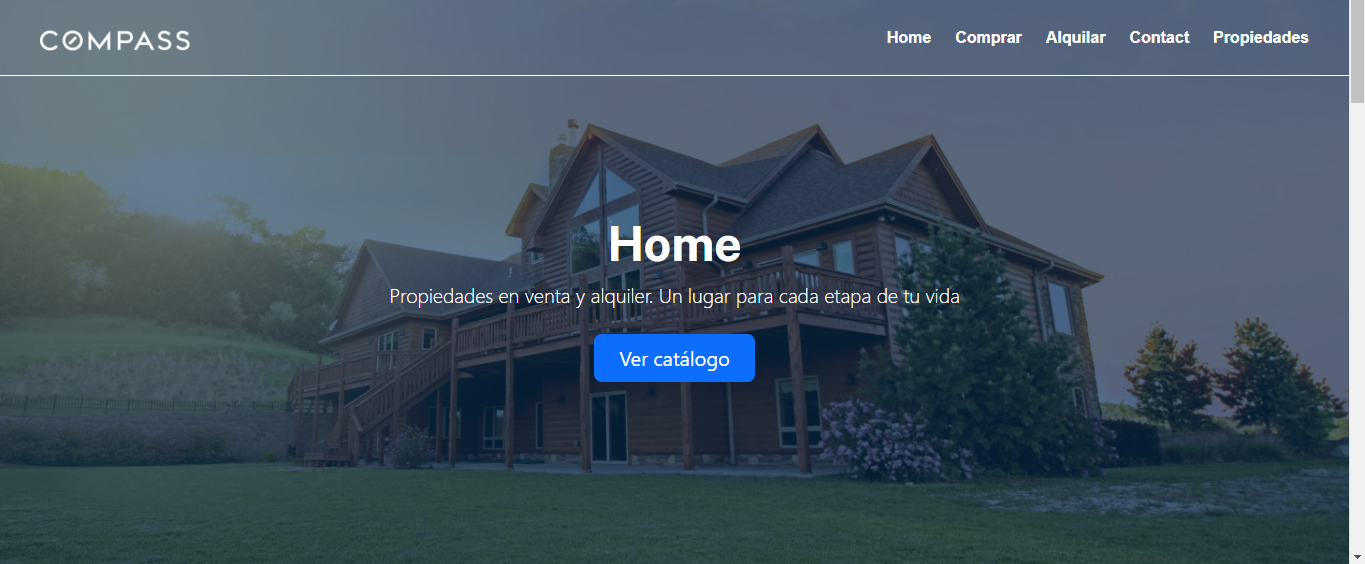 COMPASS
Home Comprar Alquilar Contact Propiedades
Home
Propiedades en venta y alquiler. Un lugar para cada etapa de tu vida
Ver catálogo